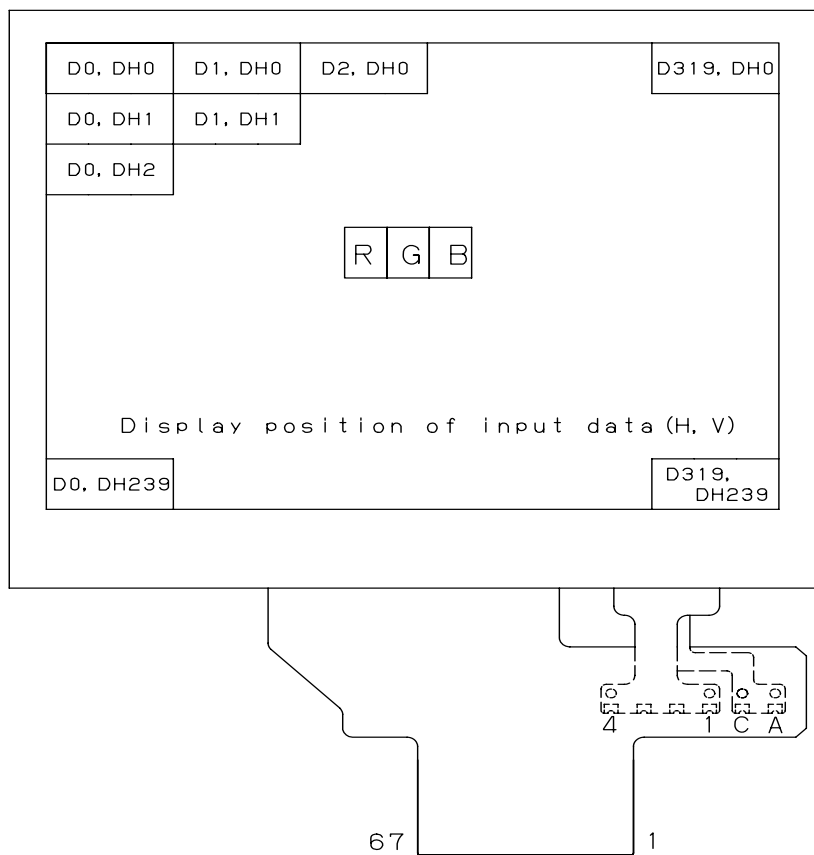 D0, DH0 D1, DH0 D2, DH0 D319, DH0
D0, DH1 D1, DH1
D0, DH2
R G B
Display position of input data (H, V)
D0, DH239 D319,
DH239
4 1 C A
67 1